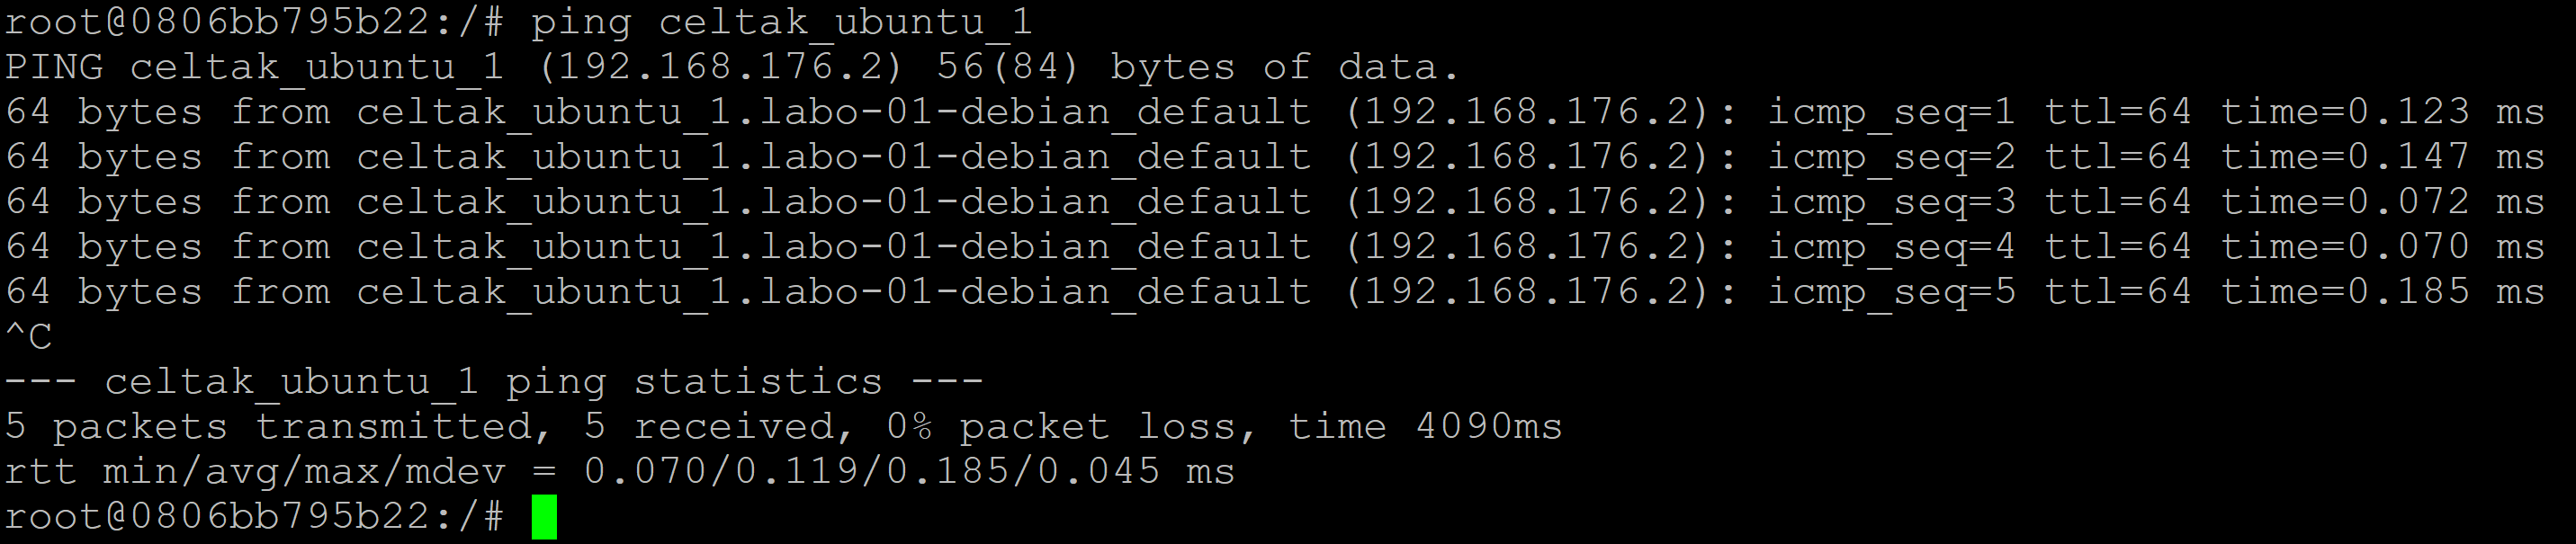 root@0806bb795b22:/# ping celtak_ubuntu_1
PING celtak_ubuntu_1 (192.168.176.2) 56(84) bytes of data.
64 bytes from celtak_ubuntu_1.labo-01-debian_default (192.168.176.2): icmp_seq=1 ttl=64 time=0.123 ms
64 bytes from celtak_ubuntu_1.labo-01-debian_default (192.168.176.2): icmp_seq=2 ttl=64 time=0.147 ms
64 bytes from celtak_ubuntu_1.labo-01-debian_default (192.168.176.2): icmp_seq=3 ttl=64 time=0.072 ms
64 bytes from celtak_ubuntu_1.labo-01-debian_default (192.168.176.2): icmp_seq=4 ttl=64 time=0.070 ms
64 bytes from celtak_ubuntu_1.labo-01-debian_default (192.168.176.2): icmp_seq=5 ttl=64 time=0.185 ms
^C
--- celtak_ubuntu_1 ping statistics ---
5 packets transmitted, 5 received, 0% packet loss, time 4090ms
rtt min/avg/max/mdev = 0.070/0.119/0.185/0.045 ms
root@0806bb795b22:/#